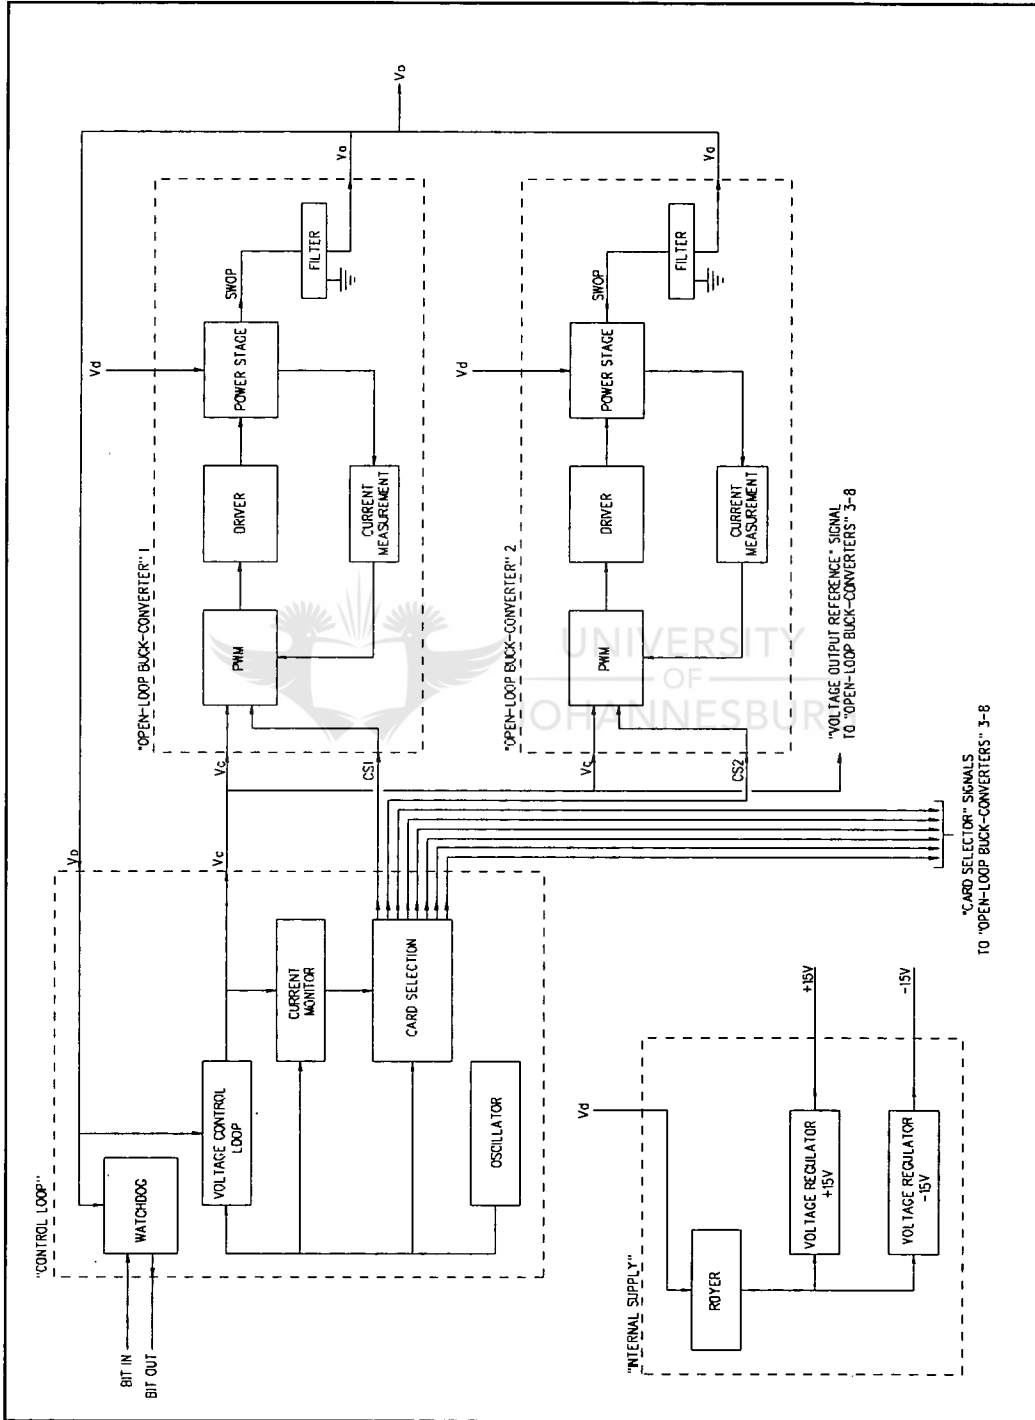 BIT IN
BIT OUT
"CONTROL LOOP"
WATCHDOG
VOLTAGE CONTROL
LOOP
CURRENT
MONITOR
CARD SELECTION
OSCILLATOR
Vo
Vc
Vc
CS1
"OPEN-LOOP BUCK-CONVERTER" 1
PWM
DRIVER
POWER STAGE
CURRENT
MEASUREMENT
Vd
SWOP
FILTER
Va
Vo
Vc
CS2
"OPEN-LOOP BUCK-CONVERTER" 2
PWM
DRIVER
POWER STAGE
CURRENT
MEASUREMENT
Vd
SWOP
FILTER
Va
"VOLTAGE OUTPUT REFERENCE" SIGNAL
TO "OPEN-LOOP BUCK-CONVERTERS" 3-8
"CARD SELECTOR" SIGNALS
TO "OPEN-LOOP BUCK-CONVERTERS" 3-8
"INTERNAL SUPPLY"
Vd
ROYER
VOLTAGE REGULATOR
+15V
VOLTAGE REGULATOR
-15V
+15V
-15V
UNIVERSITY
OF
JOHANNESBURG